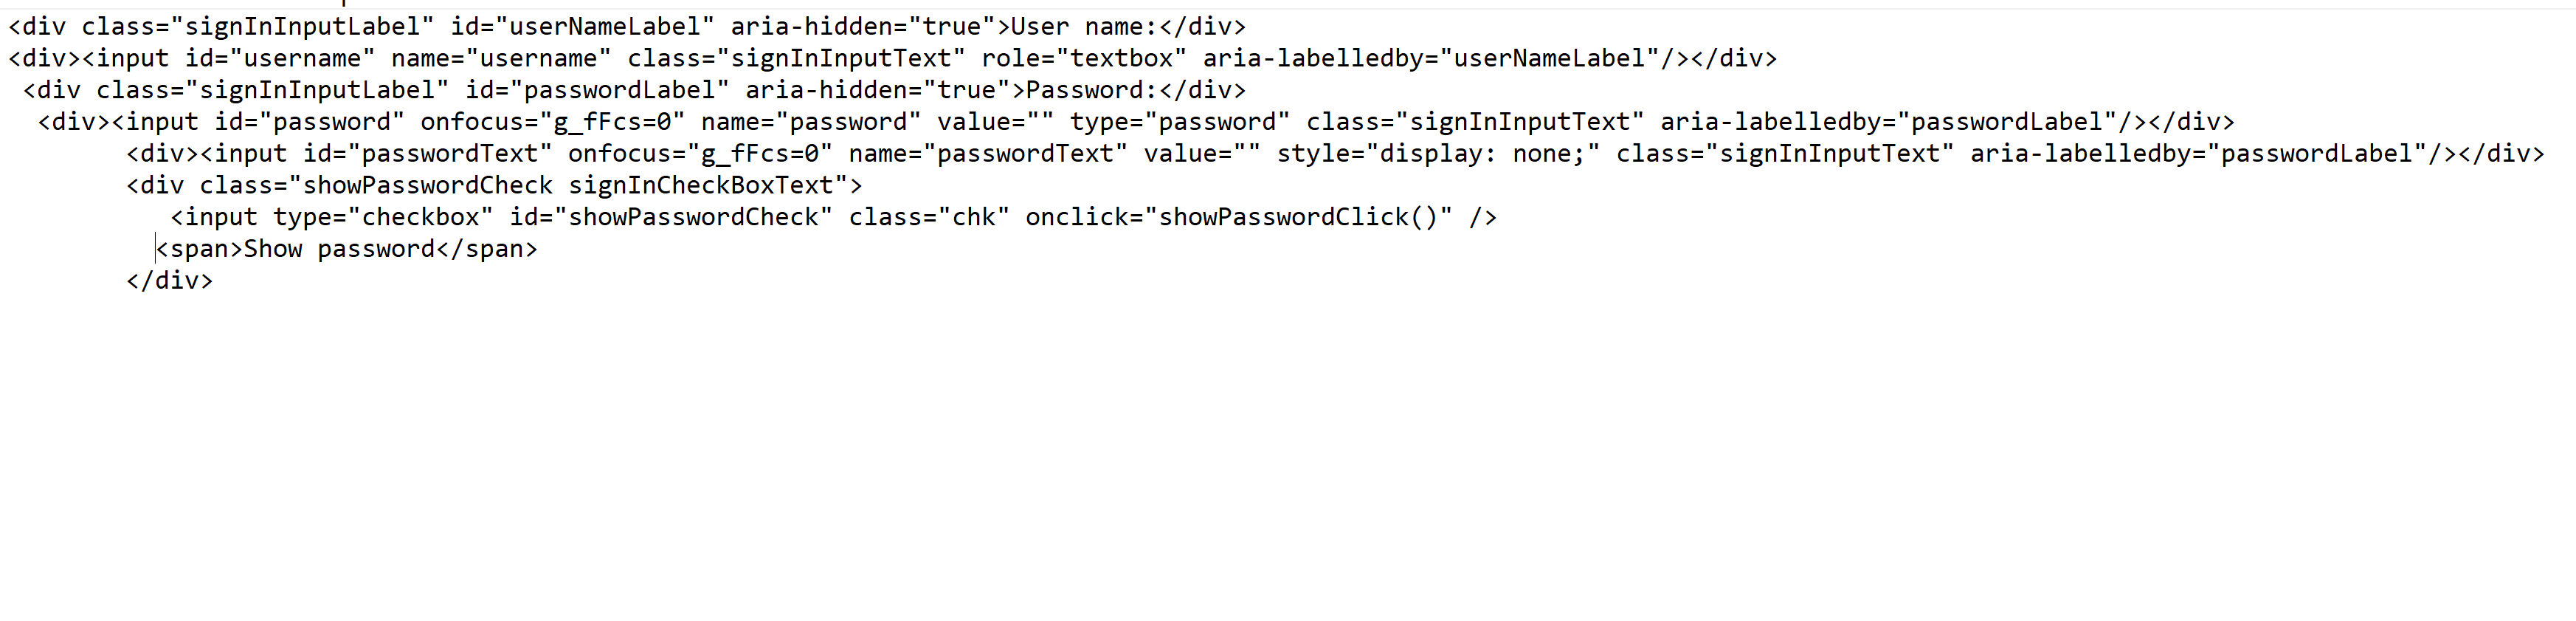 <div class="signInInputLabel" id="userNameLabel" aria-hidden="true">User name:</div>
<div><input id="username" name="username" class="signInInputText" role="textbox" aria-labelledby="userNameLabel"/></div>
 <div class="signInInputLabel" id="passwordLabel" aria-hidden="true">Password:</div>
  <div><input id="password" onfocus="g_fFcs=0" name="password" value="" type="password" class="signInInputText" aria-labelledby="passwordLabel"/></div>
        <div><input id="passwordText" onfocus="g_fFcs=0" name="passwordText" value="" style="display: none;" class="signInInputText" aria-labelledby="passwordLabel"/></div>
        <div class="showPasswordCheck signInCheckBoxText">
           <input type="checkbox" id="showPasswordCheck" class="chk" onclick="showPasswordClick()" />
          <span>Show password</span>
        </div>